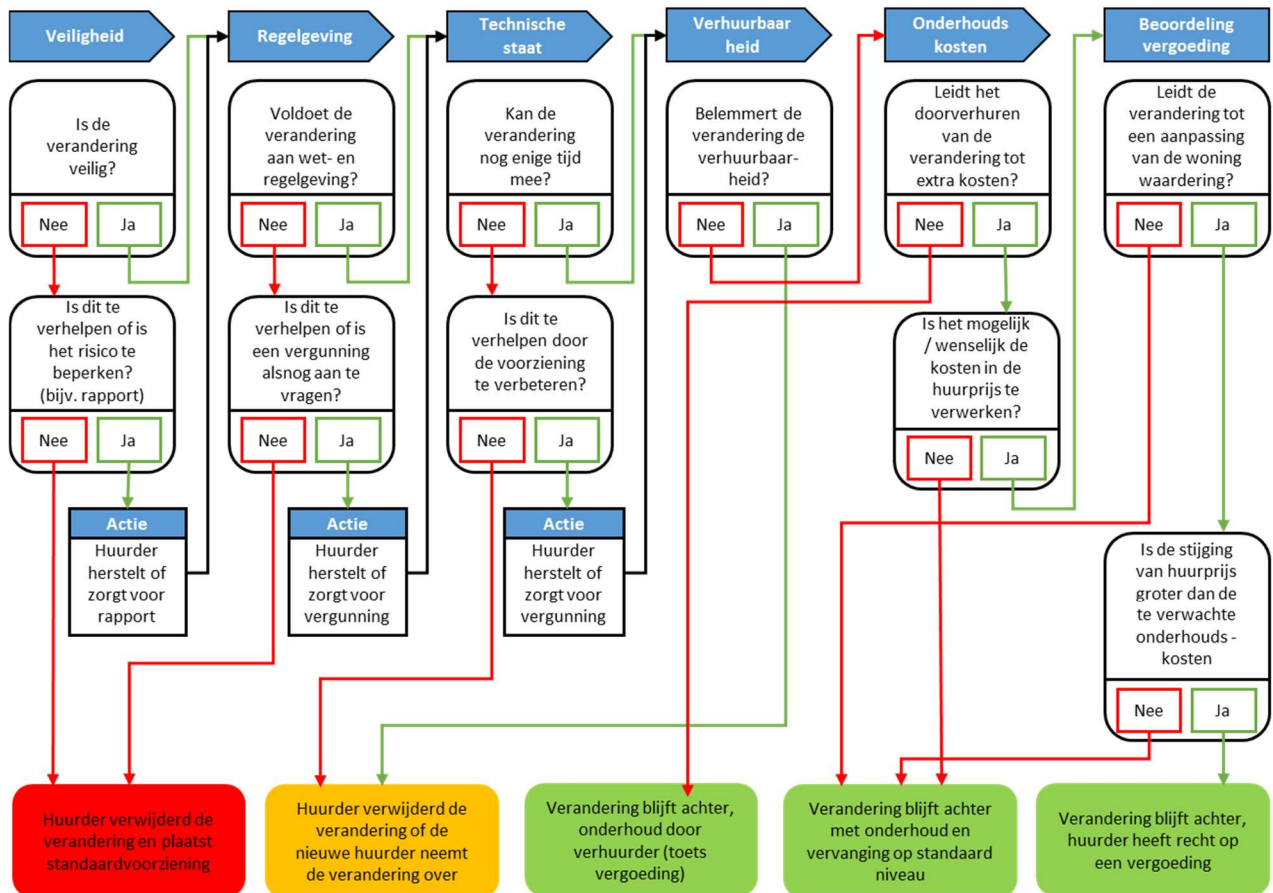 Veiligheid
Regelgeving
Technische
staat
Verhuurbaar
heid
Onderhouds
kosten
Beoordeling
vergoeding
Is de
verandering
veilig?
Nee
Ja
Voldoet de
verandering
aan wet- en
regelgeving?
Nee
Ja
Kan de
verandering
nog enige tijd
mee?
Nee
Ja
Belemmert de
verandering de
verhuurbaar-
heid?
Nee
Ja
Leidt het
doorverhuren
van de
verandering tot
extra kosten?
Nee
Ja
Leidt de
verandering tot
een aanpassing
van de woning
waardering?
Nee
Ja
Is dit te
verhelpen of is
het risico te
beperken?
(bijv. rapport)
Nee
Ja
Is dit te
verhelpen of is
een vergunning
alsnog aan te
vragen?
Nee
Ja
Is dit te
verhelpen door
de voorziening
te verbeteren?
Nee
Ja
Is het mogelijk
/ wenselijk de
kosten in de
huurprijs te
verwerken?
Nee
Ja
Actie
Huurder
herstelt of
zorgt voor
rapport
Actie
Huurder
herstelt of
zorgt voor
vergunning
Actie
Huurder
herstelt of
zorgt voor
vergunning
Is de stijging
van huurprijs
groter dan de
te verwachte
onderhouds -
kosten
Nee
Ja
Huurder verwijderd de
verandering en plaatst
standaardvoorziening
Huurder verwijderd de
verandering of de
nieuwe huurder neemt
de verandering over
Verandering blijft achter,
onderhoud door
verhuurder (toets
vergoeding)
Verandering blijft achter
met onderhoud en
vervanging op standaard
niveau
Verandering blijft achter,
huurder heeft recht op
een vergoeding